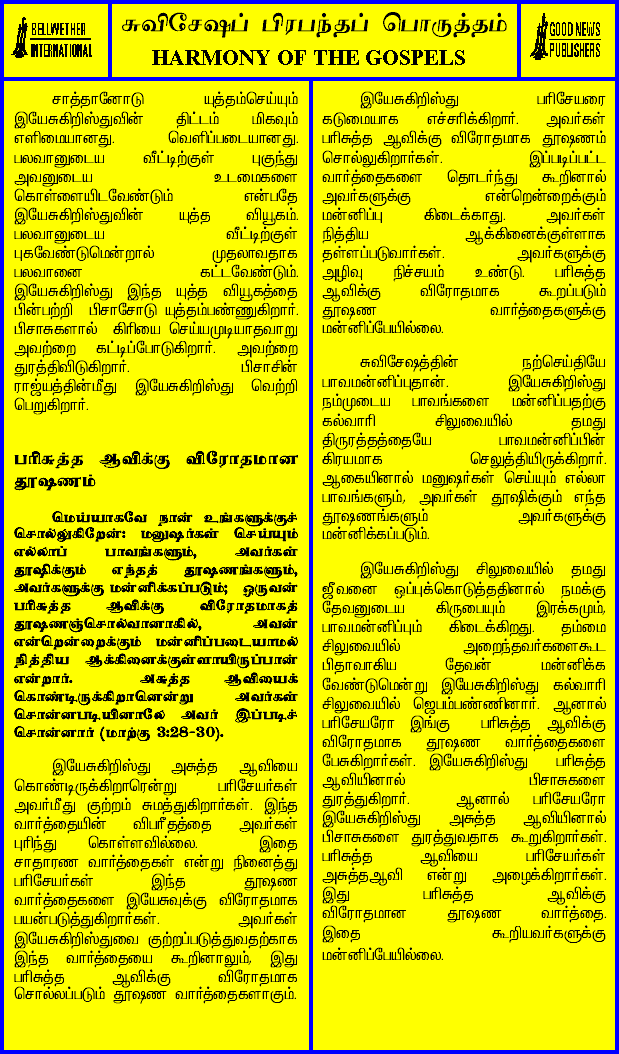 BELLWETHER
INTERNATIONAL
சுவிசேஷப் பிரபந்தப் பொருத்தம்
HARMONY OF THE GOSPELS
GOOD NEWS
PUBLISHERS
சாத்தானோடு யுத்தம்செய்யும்
இயேசுகிறிஸ்துவின் திட்டம் மிகவும்
எளிமையானது. வெளிப்படையானது.
பலவானுடைய வீட்டிற்குள் புகுந்து
அவனுடைய உடமைகளை
கொள்ளையிடவேண்டும் என்பதே
இயேசுகிறிஸ்துவின் யுத்த வியூகம்.
பலவானுடைய வீட்டிற்குள்
புகவேண்டுமென்றால் முதலாவதாக
பலவானை கட்டவேண்டும்.
இயேசுகிறிஸ்து இந்த யுத்த வியூகத்தை
பின்பற்றி பிசாசோடு யுத்தம்பண்ணுகிறார்.
பிசாசுகளால் கிரியை செய்யமுடியாதவாறு
அவற்றை கட்டிப்போடுகிறார். அவற்றை
துரத்திவிடுகிறார். பிசாசின்
ராஜ்யத்தின்மீது இயேசுகிறிஸ்து வெற்றி
பெறுகிறார்.
பரிசுத்த ஆவிக்கு விரோதமான
தூஷணம்
மெய்யாகவே நான் உங்களுக்குச்
சொல்லுகிறேன்: மனுஷர்கள் செய்யும்
எல்லாப் பாவங்களும், அவர்கள்
தூஷிக்கும் எந்தத் தூஷணங்களும்,
அவர்களுக்கு மன்னிக்கப்படும்; ஒருவன்
பரிசுத்த ஆவிக்கு விரோதமாகத்
தூஷணஞ்சொல்வானாகில், அவன்
என்றென்றைக்கும் மன்னிப்படையாமல்
நித்திய ஆக்கினைக்குள்ளாயிருப்பான்
என்றார். அசுத்த ஆவியைக்
கொண்டிருக்கிறானென்று அவர்கள்
சொன்னபடியினாலே அவர் இப்படிச்
சொன்னார் (மாற்கு 3:28-30).
இயேசுகிறிஸ்து அசுத்த ஆவியை
கொண்டிருக்கிறாரென்று பரிசேயர்கள்
அவர்மீது குற்றம் சுமத்துகிறார்கள். இந்த
வார்த்தையின் விபரீதத்தை அவர்கள்
புரிந்து கொள்ளவில்லை. இதை
சாதாரண வார்த்தைகள் என்று நினைத்து
பரிசேயர்கள் இந்த தூஷண
வார்த்தைகளை இயேசுவுக்கு விரோதமாக
பயன்படுத்துகிறார்கள். அவர்கள்
இயேசுகிறிஸ்துவை குற்றப்படுத்துவதற்காக
இந்த வார்த்தையை கூறினாலும், இது
பரிசுத்த ஆவிக்கு விரோதமாக
சொல்லப்படும் தூஷண வார்த்தைகளாகும்.
இயேசுகிறிஸ்து பரிசேயரை
கடுமையாக எச்சரிக்கிறார். அவர்கள்
பரிசுத்த ஆவிக்கு விரோதமாக தூஷணம்
சொல்லுகிறார்கள். இப்படிப்பட்ட
வார்த்தைகளை தொடர்ந்து கூறினால்
அவர்களுக்கு என்றென்றைக்கும்
மன்னிப்பு கிடைக்காது. அவர்கள்
நித்திய ஆக்கினைக்குள்ளாக
தள்ளப்படுவார்கள். அவர்களுக்கு
அழிவு நிச்சயம் உண்டு. பரிசுத்த
ஆவிக்கு விரோதமாக கூறப்படும்
தூஷண வார்த்தைகளுக்கு
மன்னிப்பேயில்லை.
சுவிசேஷத்தின் நற்செய்தியே
பாவமன்னிப்புதான். இயேசுகிறிஸ்து
நம்முடைய பாவங்களை மன்னிப்பதற்கு
கல்வாரி சிலுவையில் தமது
திருரத்தத்தையே பாவமன்னிப்பின்
கிரயமாக செலுத்தியிருக்கிறார்.
ஆகையினால் மனுஷர்கள் செய்யும் எல்லா
பாவங்களும், அவர்கள் தூஷிக்கும் எந்த
தூஷணங்களும் அவர்களுக்கு
மன்னிக்கப்படும்.
இயேசுகிறிஸ்து சிலுவையில் தமது
ஜீவனை ஒப்புக்கொடுத்ததினால் நமக்கு
தேவனுடைய கிருபையும் இரக்கமும்,
பாவமன்னிப்பும் கிடைக்கிறது. தம்மை
சிலுவையில் அறைந்தவர்களைகூட
பிதாவாகிய தேவன் மன்னிக்க
வேண்டுமென்று இயேசுகிறிஸ்து கல்வாரி
சிலுவையில் ஜெபம்பண்ணினார். ஆனால்
பரிசேயரோ இங்கு பரிசுத்த ஆவிக்கு
விரோதமாக தூஷண வார்த்தைகளை
பேசுகிறார்கள். இயேசுகிறிஸ்து பரிசுத்த
ஆவியினால் பிசாசுகளை
துரத்துகிறார். ஆனால் பரிசேயரோ
இயேசுகிறிஸ்து அசுத்த ஆவியினால்
பிசாசுகளை துரத்துவதாக கூறுகிறார்கள்.
பரிசுத்த ஆவியை பரிசேயர்கள்
அசுத்தஆவி என்று அழைக்கிறார்கள்.
இது பரிசுத்த ஆவிக்கு
விரோதமான தூஷண வார்த்தை.
இதை கூறியவர்களுக்கு
மன்னிப்பேயில்லை.